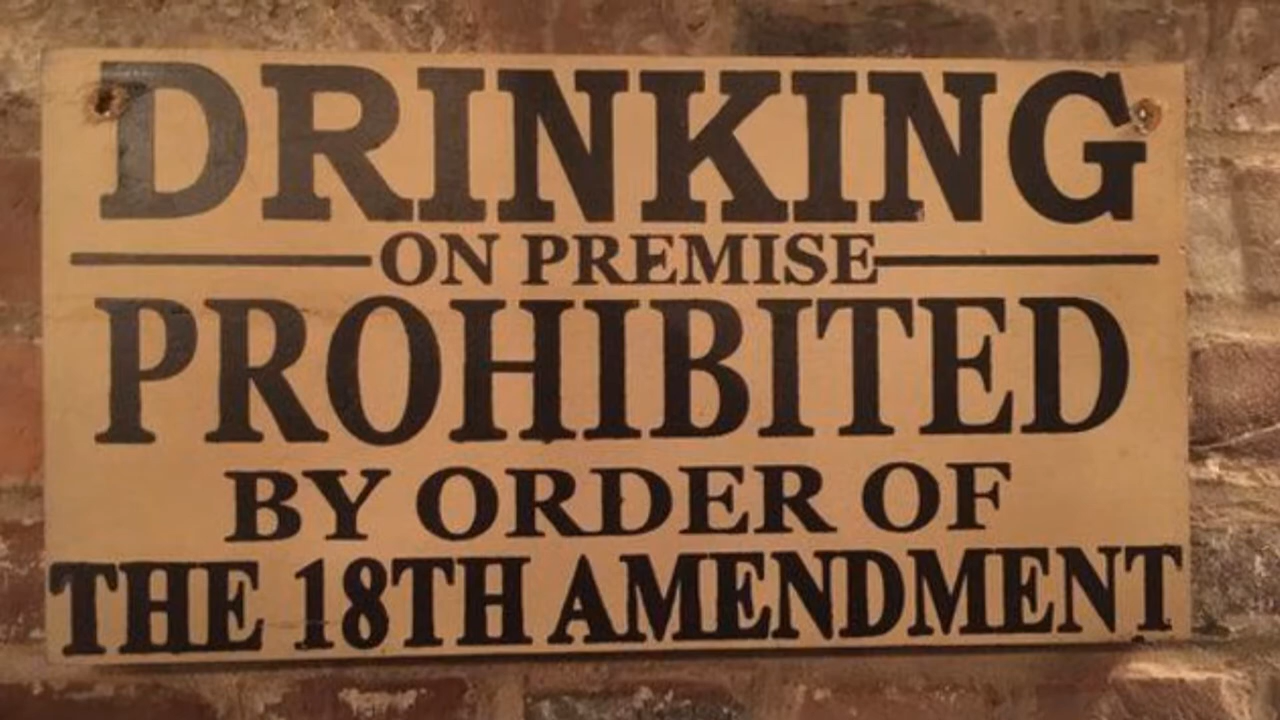 DRINKING
ON PREMISE
PROHIBITED
BY ORDER OF
THE 18TH AMENDMENT